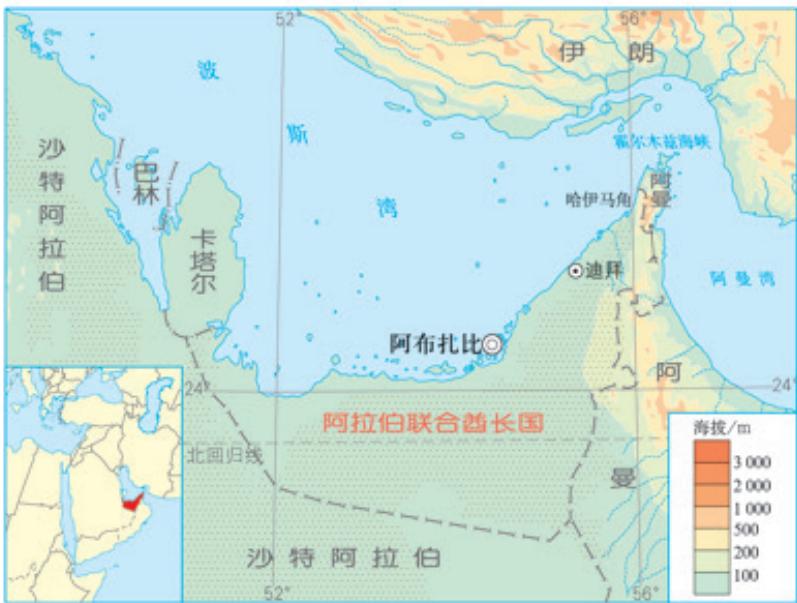 52°
56°
伊朗
波斯湾
霍尔木兹海峡
沙特阿拉伯
巴林
卡塔尔
哈伊马角
阿曼
迪拜
阿曼湾
阿布扎比
24°
24°
阿拉伯联合酋长国
北回归线
阿曼
沙特阿拉伯
52°
56°
海拔/m
3 000
2 000
1 000
500
200
100